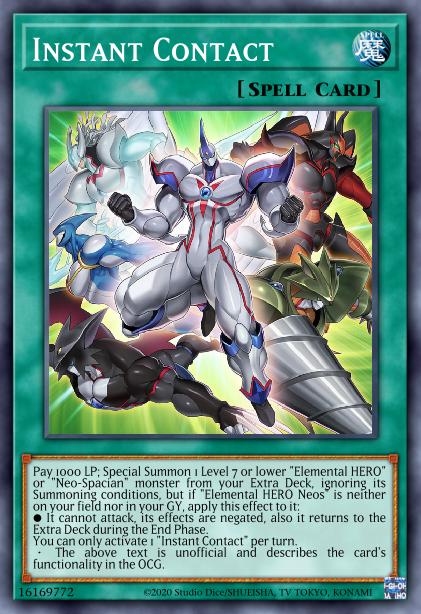 INSTANT CONTACT
SPELL
魔
[SPELL CARD]
Pay 1000 LP; Special Summon 1 Level 7 or lower "Elemental HERO"
or "Neo-Spacian" monster from your Extra Deck, ignoring its
Summoning conditions, but if "Elemental HERO Neos" is neither
on your field nor in your GY, apply this effect to it:
● It cannot attack, its effects are negated, also it returns to the
Extra Deck during the End Phase.
You can only activate 1 "Instant Contact" per turn.
· The above text is unofficial and describes the card's
functionality in the OCG.
16169772
©2020 Studio Dice/SHUEISHA, TV TOKYO, KONAMI